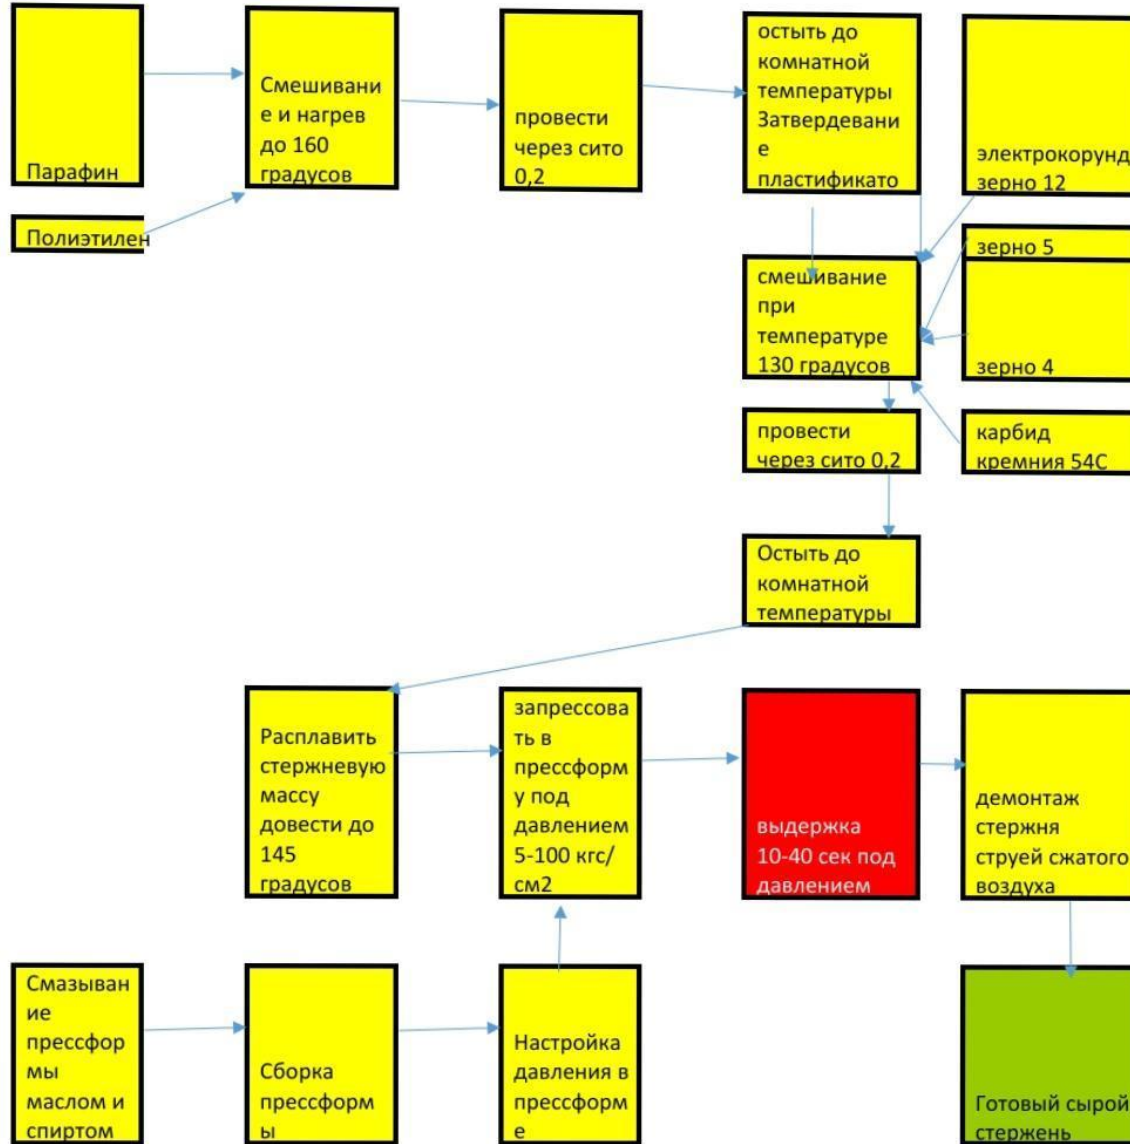 Парафин
Смешивани
е и нагрев
до 160
градусов
провести
через сито
0,2
остыть до
комнатной
температуры
Затвердевани
е
пластификато
электрокорунд
зерно 12
Полиэтилен
зерно 5
смешивание
при
температуре
130 градусов
зерно 4
провести
через сито 0,2
карбид
кремния 54С
Остыть до
комнатной
температуры
Расплавить
стержневую
массу
довести до
145
градусов
запрессова
ть в
прессформ
у под
давлением
5-100 кгс/
см2
выдержка
10-40 сек под
давлением
демонтаж
стержня
струей сжатого
воздуха
Смазыван
ие
прессфор
мы
маслом и
спиртом
Сборка
прессформ
ы
Настройка
давления в
прессформ
е
Готовый сырой
стержень